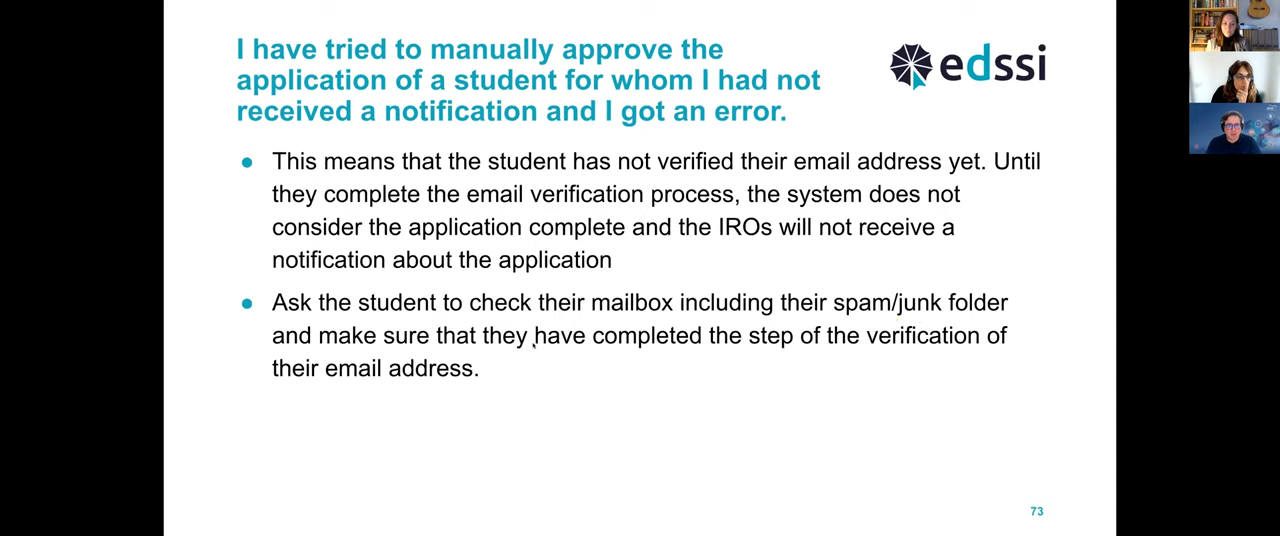 I have tried to manually approve the
application of a student for whom I had not
received a notification and I got an error.
edssi
● This means that the student has not verified their email address yet. Until
they complete the email verification process, the system does not
consider the application complete and the IROs will not receive a
notification about the application
● Ask the student to check their mailbox including their spam/junk folder
and make sure that they have completed the step of the verification of
their email address.
73